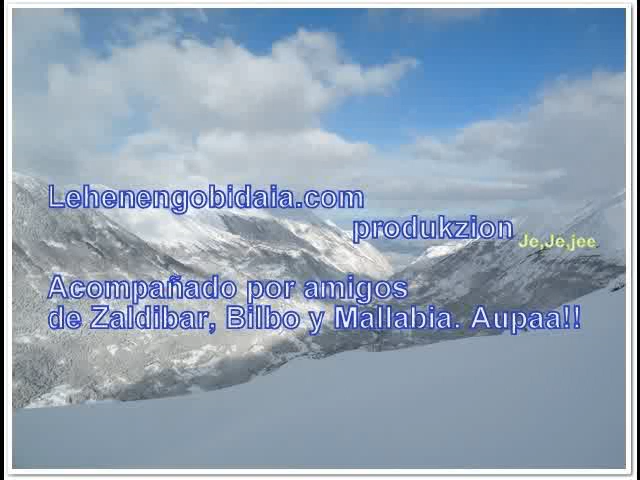 Lehenengobidaia.com
produkzion Je,Je,jee
Acompañado por amigos
de Zaldibar, Bilbo y Mallabia. Aupaa!!